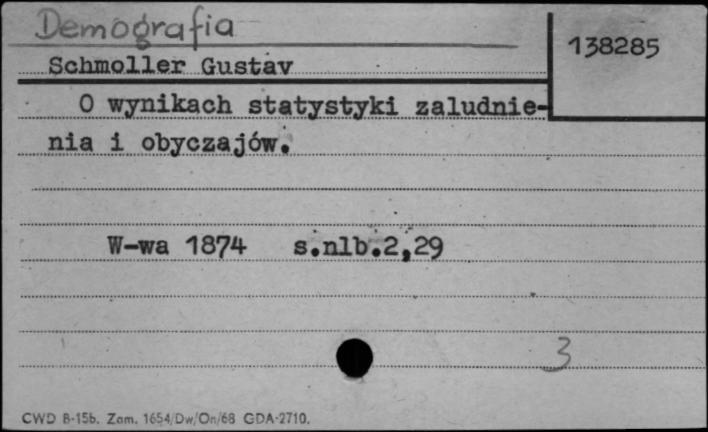 Demografia
138285
Schmoller Gustav
O wynikach statystyki zaludnie-
nia i obyczajów.
W-wa 1874 s.nlb.2,29
3
CWD B-15b. Zam. 1654/Dw/On/68 GDA-2710.